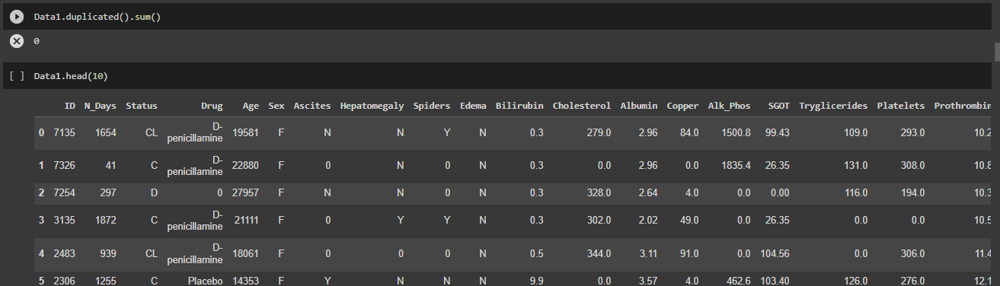 Data1.duplicated().sum()
0
[ ] Data1.head(10)
ID N_Days Status Drug Age Sex Ascites Hepatomegaly Spiders Edema Bilirubin Cholesterol Albumin Copper Alk_Phos SGOT Tryglicerides Platelets Prothrombin
0 7135 1654 CL D-penicillamine 19581 F N N Y N 0.3 279.0 2.96 84.0 1500.8 99.43 109.0 293.0 10.2
1 7326 41 C D-penicillamine 22880 F 0 N 0 N 0.3 0.0 2.96 0.0 1835.4 26.35 131.0 308.0 10.8
2 7254 297 D 0 27957 F N N 0 N 0.3 328.0 2.64 4.0 0.0 0.00 116.0 194.0 10.3
3 3135 1872 C D-penicillamine 21111 F 0 Y Y N 0.3 302.0 2.02 49.0 0.0 26.35 0.0 0.0 10.5
4 2483 939 CL D-penicillamine 18061 F 0 0 0 N 0.5 344.0 3.11 91.0 0.0 104.56 0.0 306.0 11.4
5 2306 1255 C Placebo 14353 F Y N N N 9.9 0.0 3.57 4.0 462.6 103.40 126.0 276.0 12.1